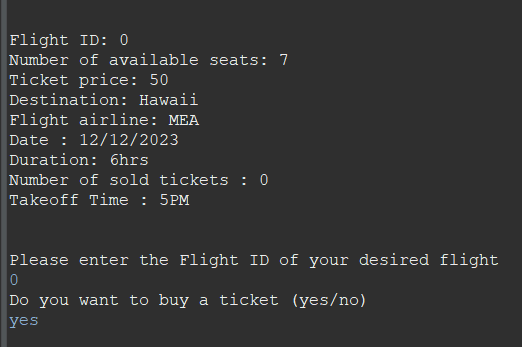 Flight ID: 0
Number of available seats: 7
Ticket price: 50
Destination: Hawaii
Flight airline: MEA
Date : 12/12/2023
Duration: 6hrs
Number of sold tickets : 0
Takeoff Time : 5PM
Please enter the Flight ID of your desired flight
0
Do you want to buy a ticket (yes/no)
yes